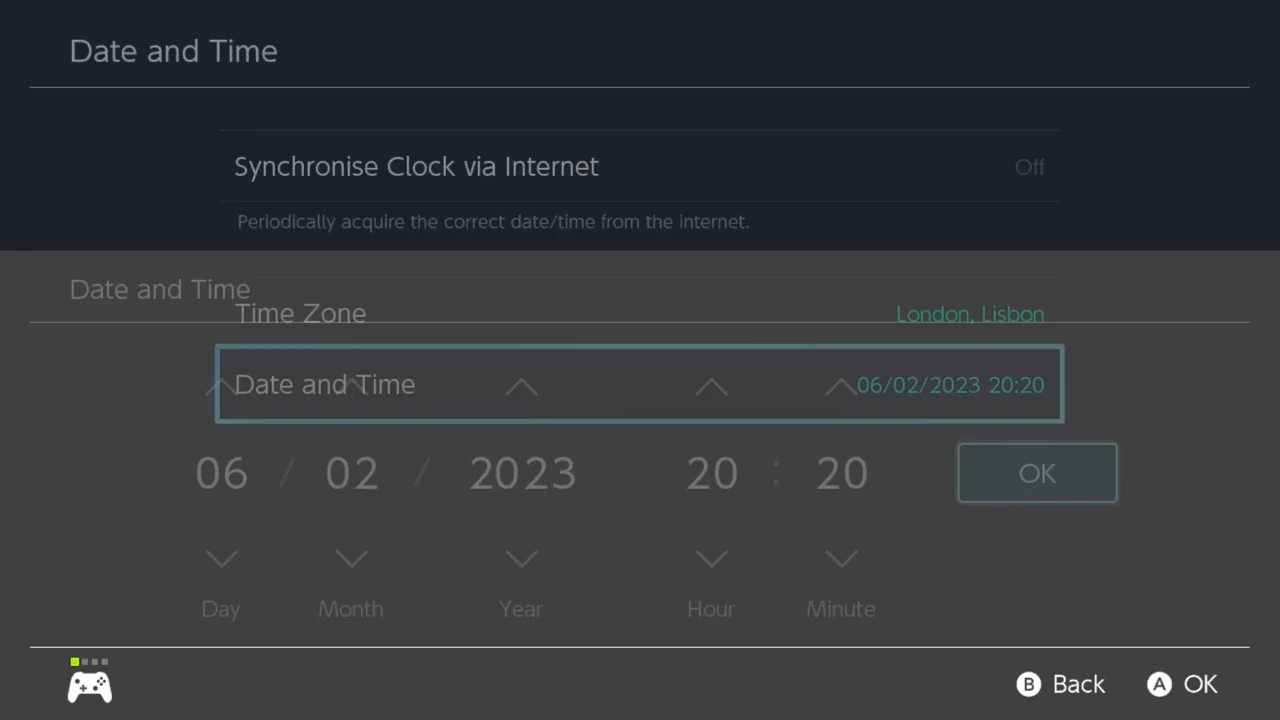 Date and Time
Synchronise Clock via Internet Off
Periodically acquire the correct date/time from the internet.
Date and Time
Time Zone London, Lisbon
Date and Time 06/02/2023 20:20
06 / 02 / 2023 20 : 20 OK
Day Month Year Hour Minute
B Back A OK